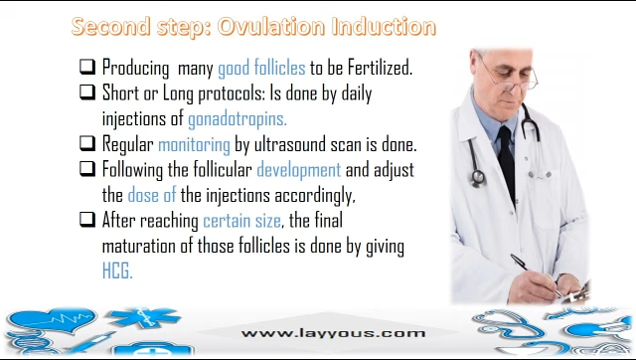 Second step: Ovulation Induction
❑ Producing many good follicles to be Fertilized.
❑ Short or Long protocols: Is done by daily
injections of gonadotropins.
❑ Regular monitoring by ultrasound scan is done.
❑ Following the follicular development and adjust
the dose of the injections accordingly,
❑ After reaching certain size, the final
maturation of those follicles is done by giving
HCG.
www.layyous.com